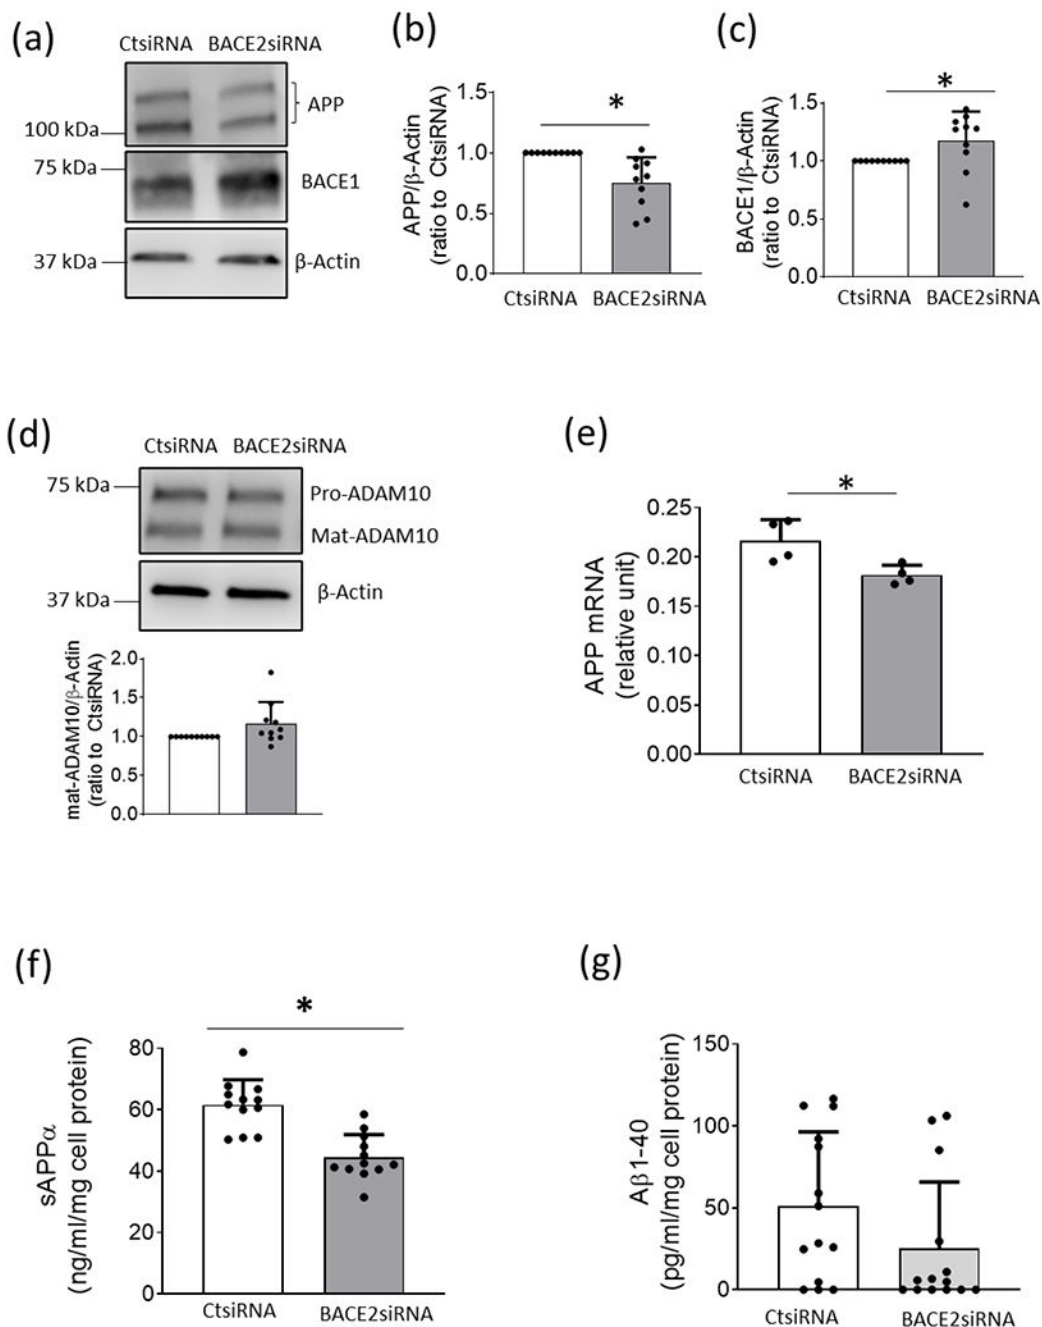 (a)
CtsiRNA BACE2siRNA
APP
100 kDa
75 kDa
BACE1
37 kDa
β-Actin
(b)
*
1.5
1.0
0.5
0.0
APP/β-Actin
(ratio to CtsiRNA)
CtsiRNA BACE2siRNA
(c)
*
1.5
1.0
0.5
0.0
BACE1/β-Actin
(ratio to CtsiRNA)
CtsiRNA BACE2siRNA
(d)
CtsiRNA BACE2siRNA
75 kDa
Pro-ADAM10
Mat-ADAM10
37 kDa
β-Actin
2.0
1.5
1.0
0.5
0.0
mat-ADAM10/β-Actin
(ratio to CtsiRNA)
(e)
*
0.25
0.20
0.15
0.10
0.05
0.00
APP mRNA
(relative unit)
CtsiRNA BACE2siRNA
(f)
*
80
60
40
20
0
sAPPα
(ng/ml/mg cell protein)
CtsiRNA BACE2siRNA
(g)
150
100
50
0
Aβ1-40
(pg/ml/mg cell protein)
CtsiRNA BACE2siRNA